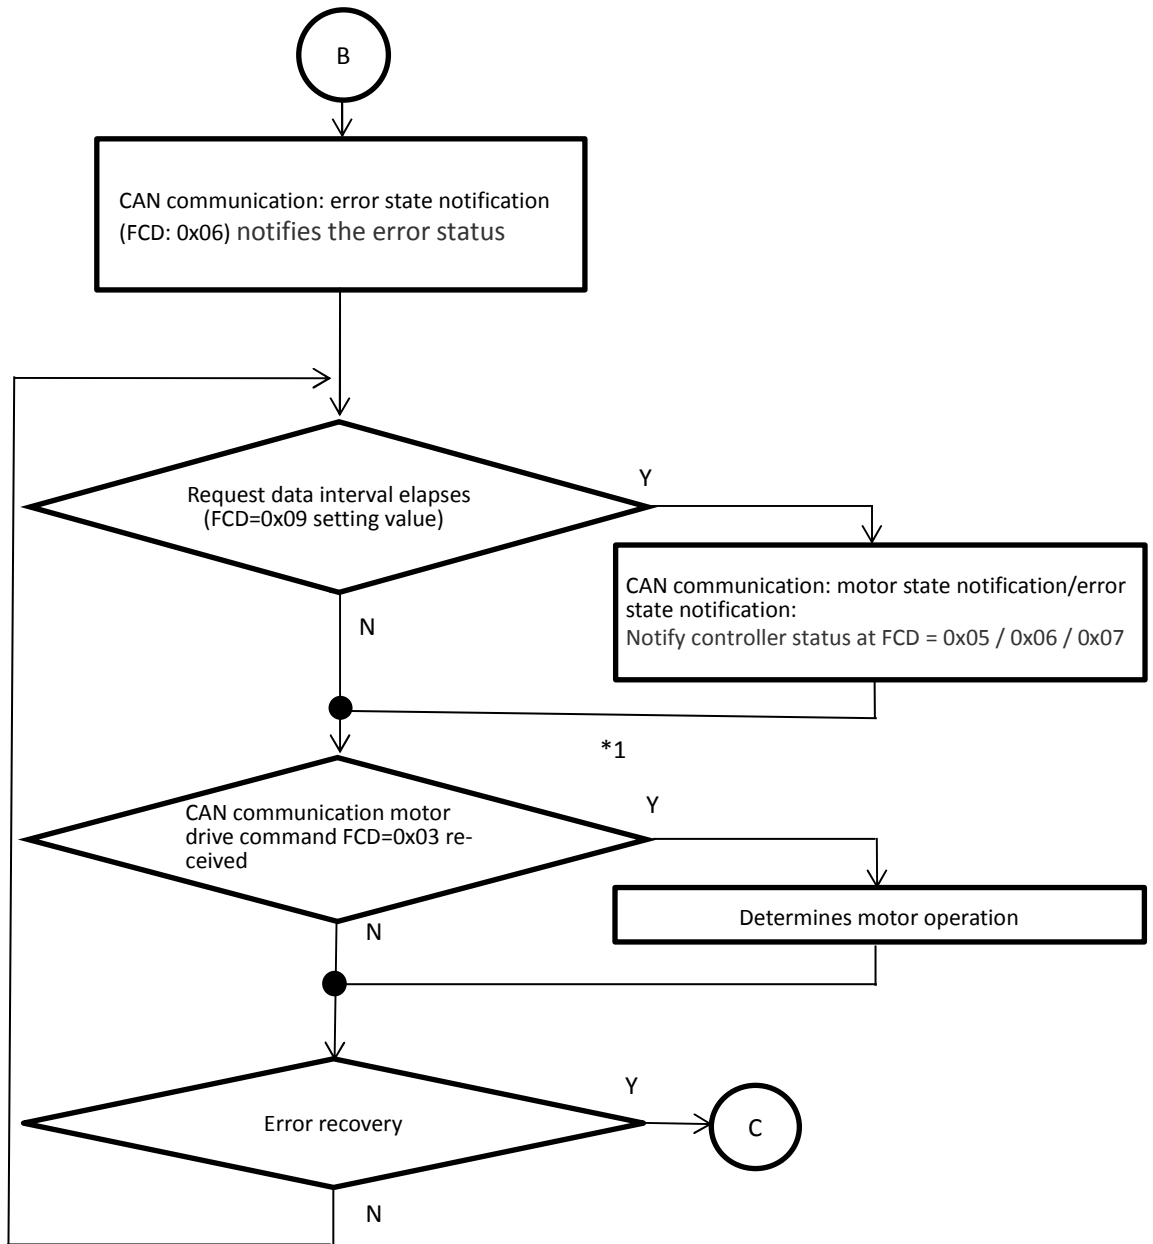 B
CAN communication: error state notification
(FCD: 0x06) notifies the error status
Y
Request data interval elapses
(FCD=0x09 setting value)
CAN communication: motor state notification/error
state notification:
Notify controller status at FCD = 0x05 / 0x06 / 0x07
N
*1
Y
CAN communication motor
drive command FCD=0x03 re-
ceived
Determines motor operation
N
Y
Error recovery
C
N